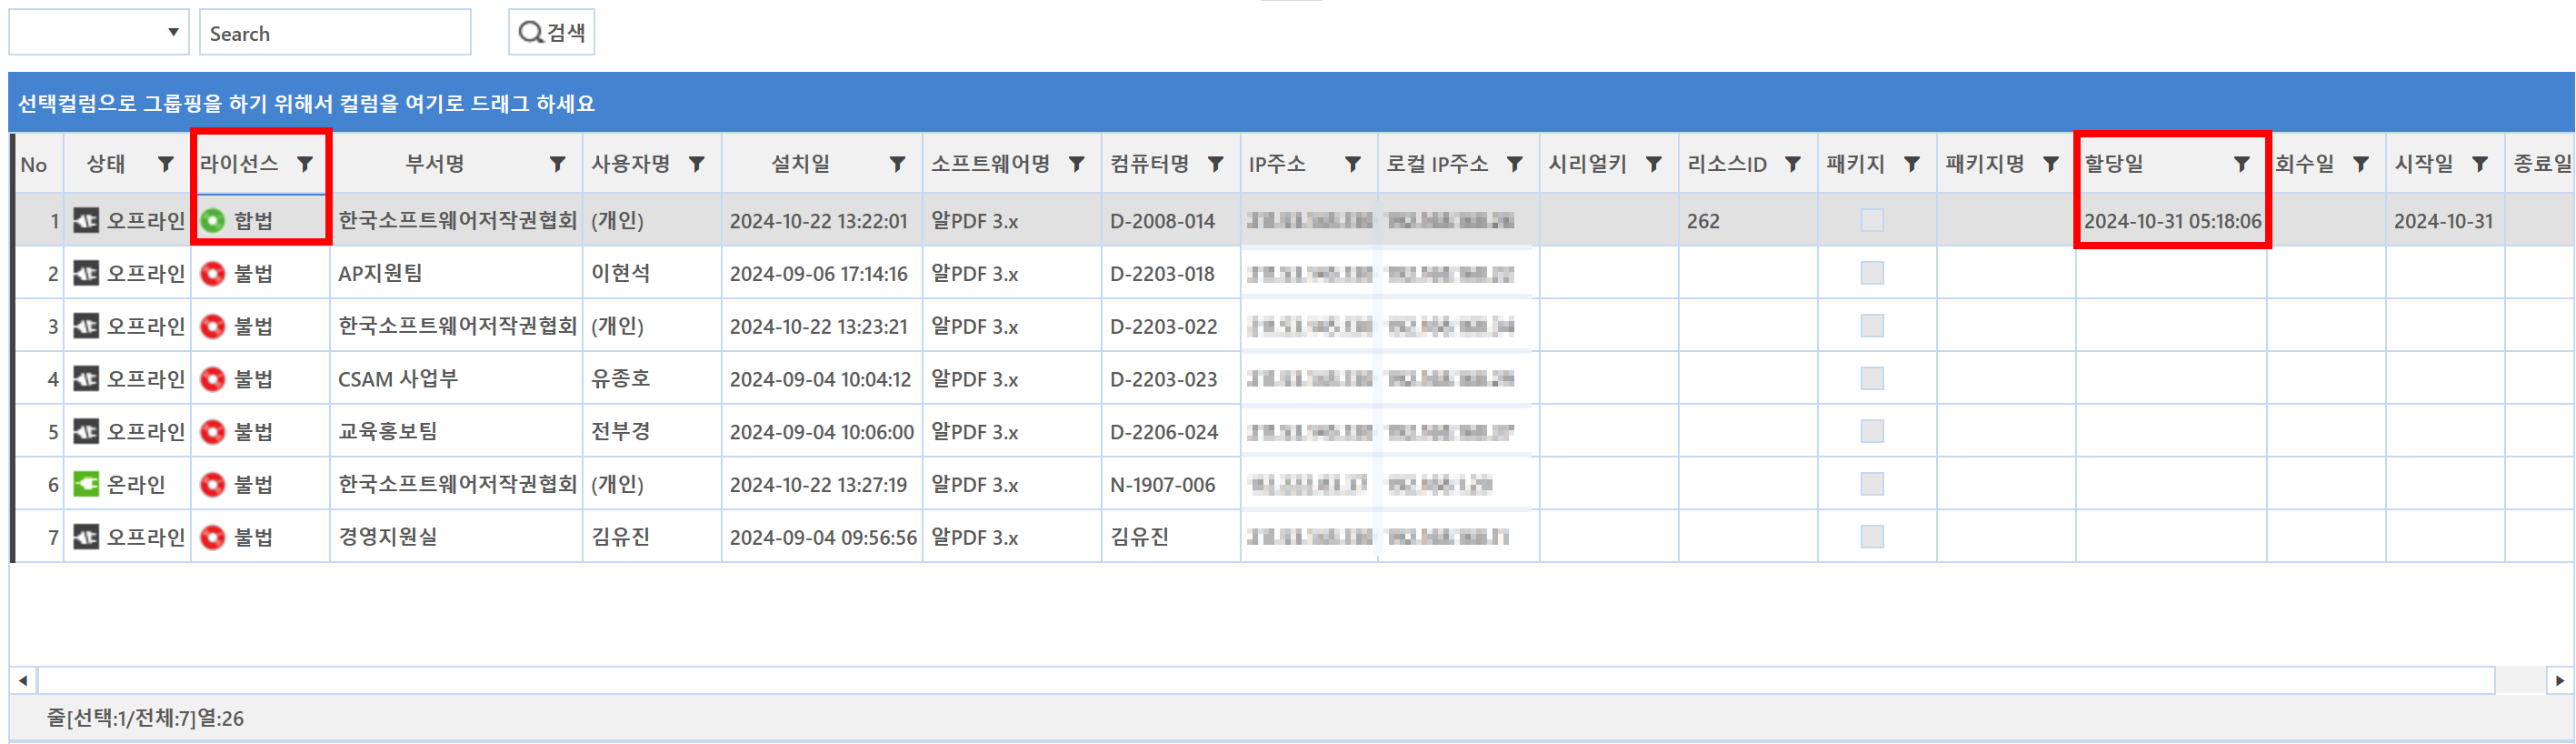 Search 검색
선택컬럼으로 그룹핑을 하기 위해서 컬럼을 여기로 드래그 하세요
No 상태 라이선스 부서명 사용자명 설치일 소프트웨어명 컴퓨터명 IP주소 로컬 IP주소 시리얼키 리소스ID 패키지 패키지명 할당일 회수일 시작일 종료일
1 오프라인 합법 한국소프트웨어저작권협회 (개인) 2024-10-22 13:22:01 알PDF 3.x D-2008-014 262 2024-10-31 05:18:06 2024-10-31
2 오프라인 불법 AP지원팀 이현석 2024-09-06 17:14:16 알PDF 3.x D-2203-018
3 오프라인 불법 한국소프트웨어저작권협회 (개인) 2024-10-22 13:23:21 알PDF 3.x D-2203-022
4 오프라인 불법 CSAM 사업부 유종호 2024-09-04 10:04:12 알PDF 3.x D-2203-023
5 오프라인 불법 교육홍보팀 전부경 2024-09-04 10:06:00 알PDF 3.x D-2206-024
6 온라인 불법 한국소프트웨어저작권협회 (개인) 2024-10-22 13:27:19 알PDF 3.x N-1907-006
7 오프라인 불법 경영지원실 김유진 2024-09-04 09:56:56 알PDF 3.x 김유진
줄[선택:1/전체:7]열:26